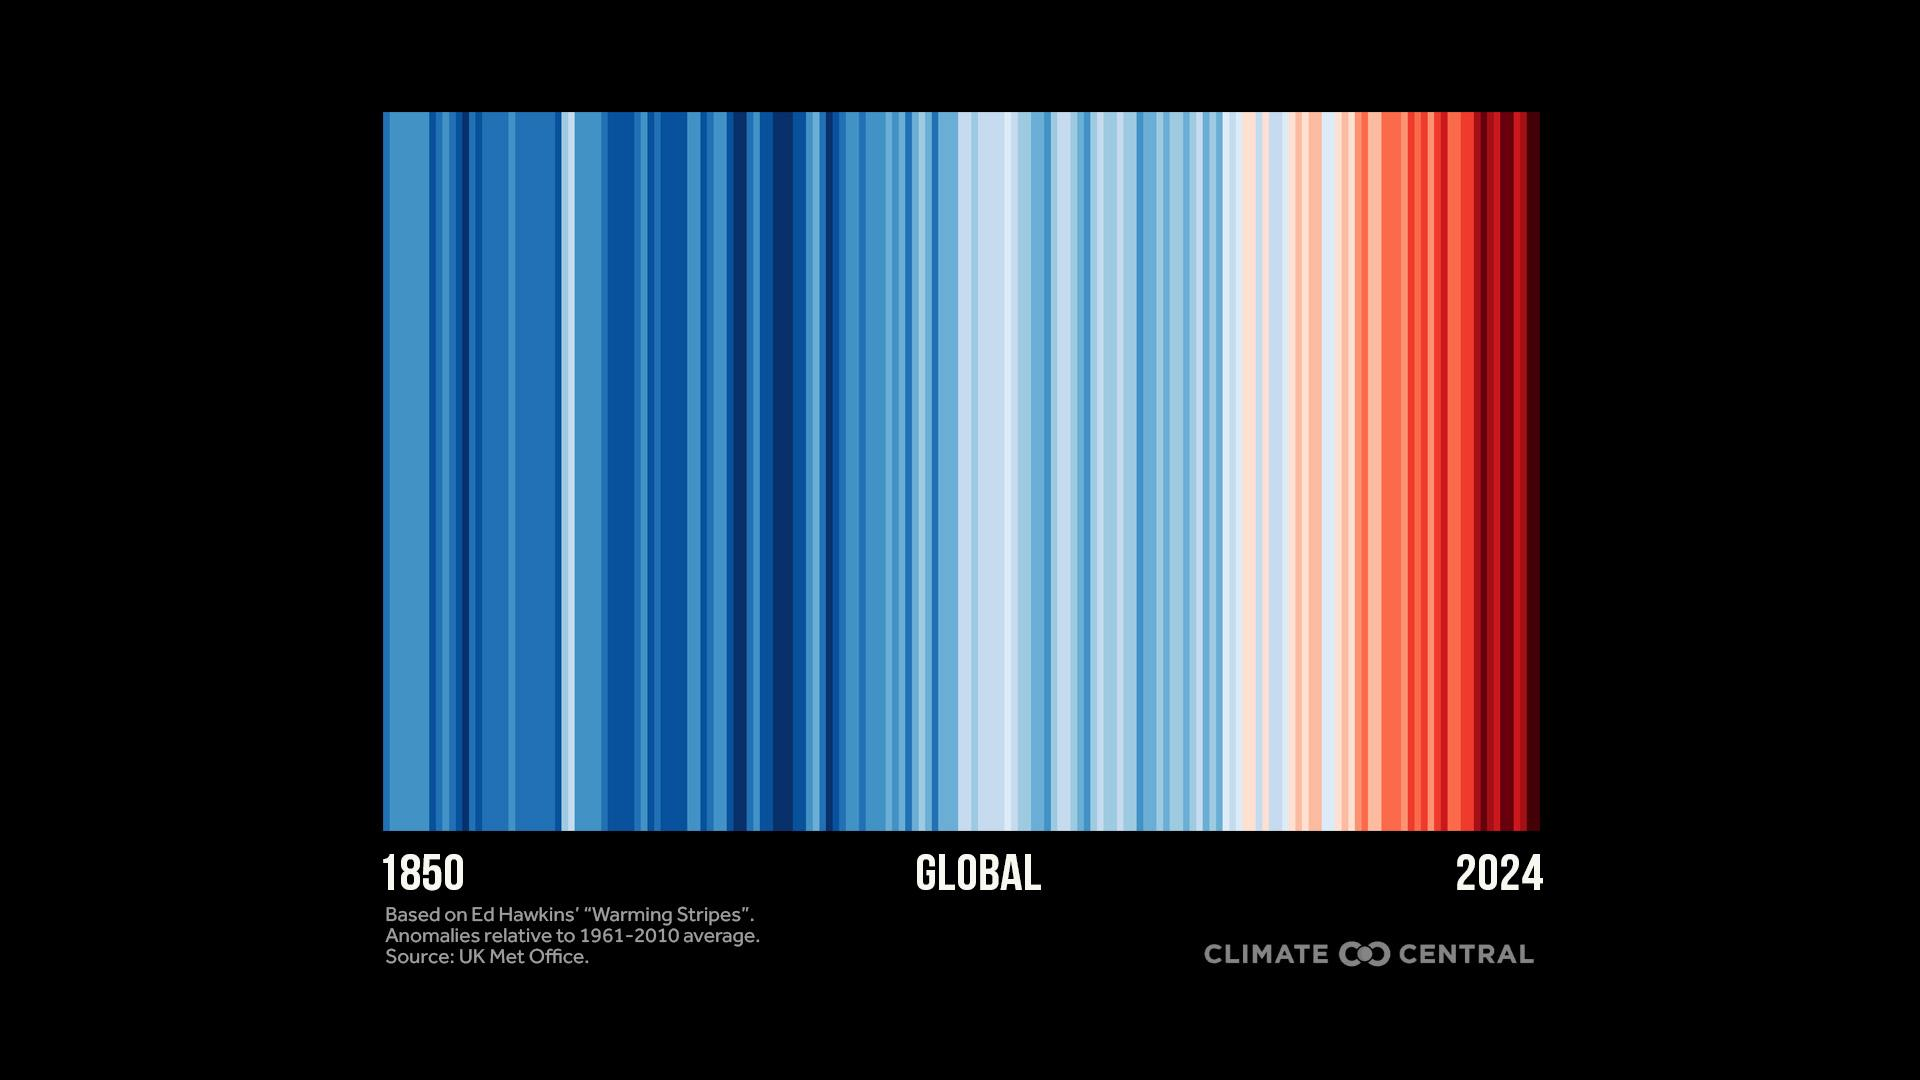 1850 GLOBAL 2024
Based on Ed Hawkins’ “Warming Stripes”.
Anomalies relative to 1961-2010 average.
Source: UK Met Office.
CLIMATE CENTRAL